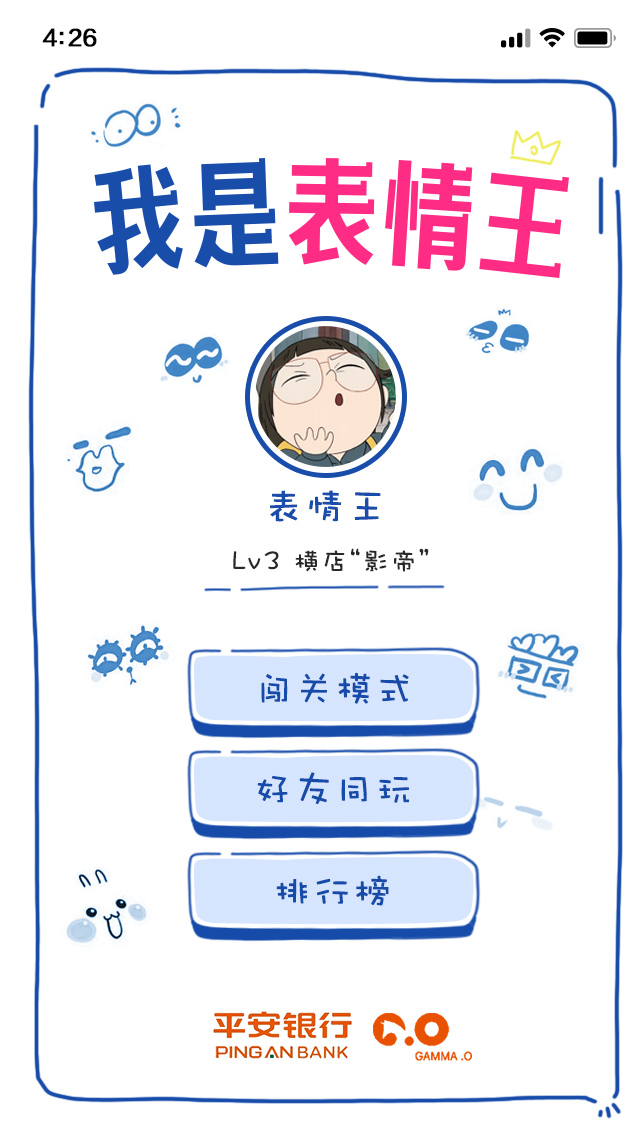 4:26
我是表情王
表情王
Lv3 横店“影帝”
闯关模式
好友同玩
排行榜
平安银行
PING AN BANK
GAMMA .O